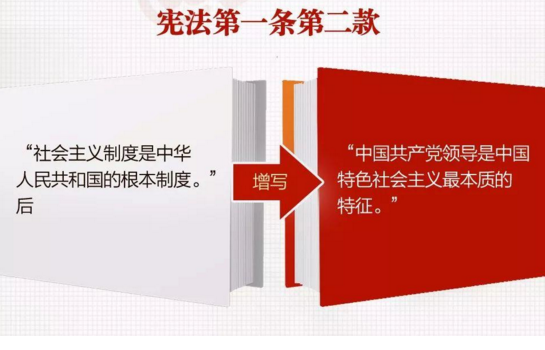 宪法第一条第二款
“社会主义制度是中华
人民共和国的根本制度。”
后
增写
“中国共产党领导是中国
特色社会主义最本质的
特征。”